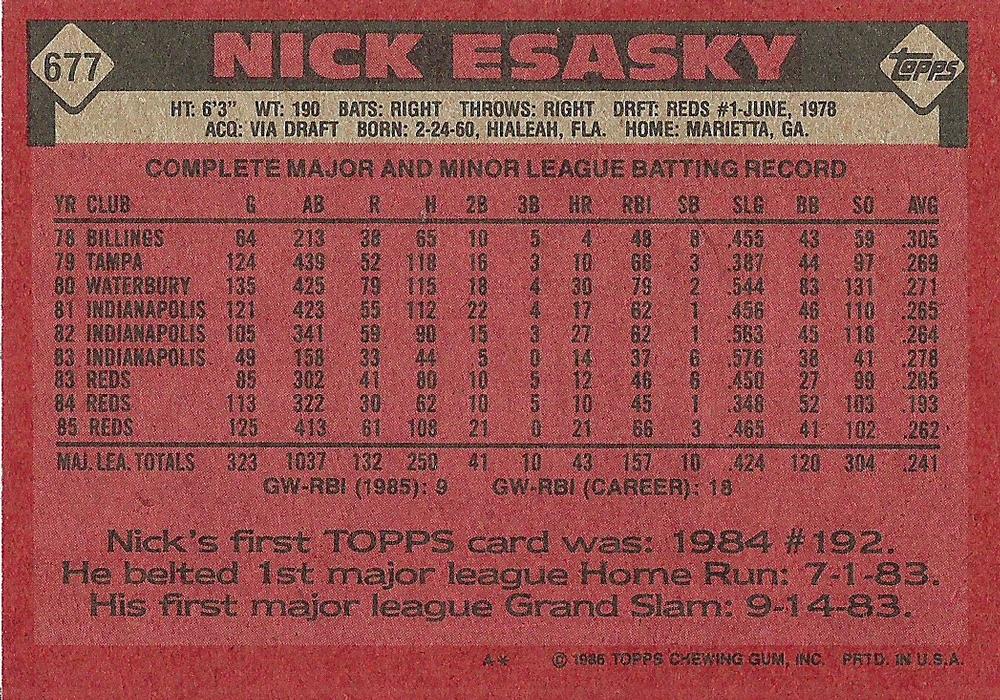 677 NICK ESASKY TOPPS
HT: 6'3" WT: 190 BATS: RIGHT THROWS: RIGHT DRFT: REDS #1-JUNE, 1978
ACQ: VIA DRAFT BORN: 2-24-60, HIALEAH, FLA. HOME: MARIETTA, GA.
COMPLETE MAJOR AND MINOR LEAGUE BATTING RECORD
YR CLUB G AB R H 2B 3B HR RBI SB SLG BB SO AVG
78 BILLINGS 64 213 38 65 10 5 4 48 8 .455 43 59 .305
79 TAMPA 124 439 52 118 16 3 10 66 3 .387 44 97 .269
80 WATERBURY 135 425 79 115 18 4 30 79 2 .544 83 131 .271
81 INDIANAPOLIS 121 423 55 112 22 4 17 62 1 .456 46 110 .265
82 INDIANAPOLIS 105 341 59 90 15 3 27 62 1 .563 45 118 .264
83 INDIANAPOLIS 49 158 33 44 5 0 14 37 6 .576 38 41 .278
83 REDS 85 302 41 80 10 5 12 46 6 .450 27 99 .265
84 REDS 113 322 30 62 10 5 10 45 1 .348 52 103 .193
85 REDS 125 413 61 108 21 0 21 66 3 .465 41 102 .262
MAJ. LEA. TOTALS 323 1037 132 250 41 10 43 157 10 .424 120 304 .241
GW-RBI (1985): 9 GW-RBI (CAREER): 18
Nick's first TOPPS card was: 1984 #192.
He belted 1st major league Home Run: 7-1-83.
His first major league Grand Slam: 9-14-83.
A* © 1986 TOPPS CHEWING GUM, INC. PRTD. IN U.S.A.